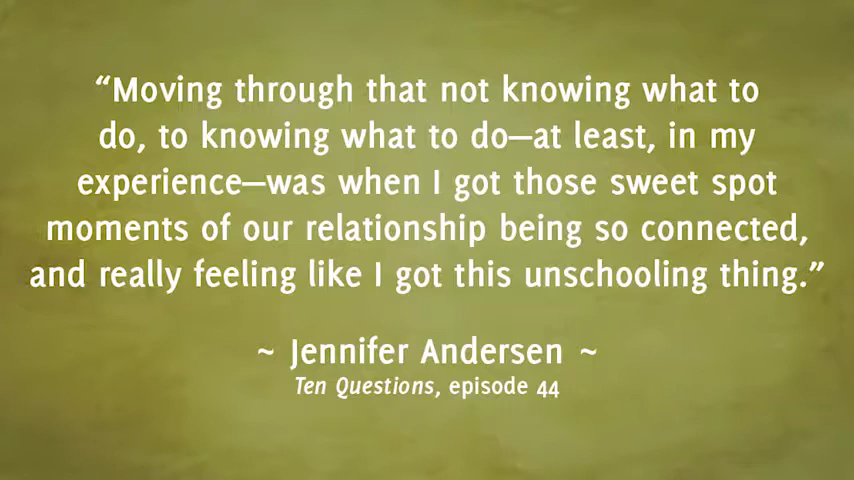 “Moving through that not knowing what to
do, to knowing what to do—at least, in my
experience—was when I got those sweet spot
moments of our relationship being so connected,
and really feeling like I got this unschooling thing.”
~ Jennifer Andersen ~
Ten Questions, episode 44